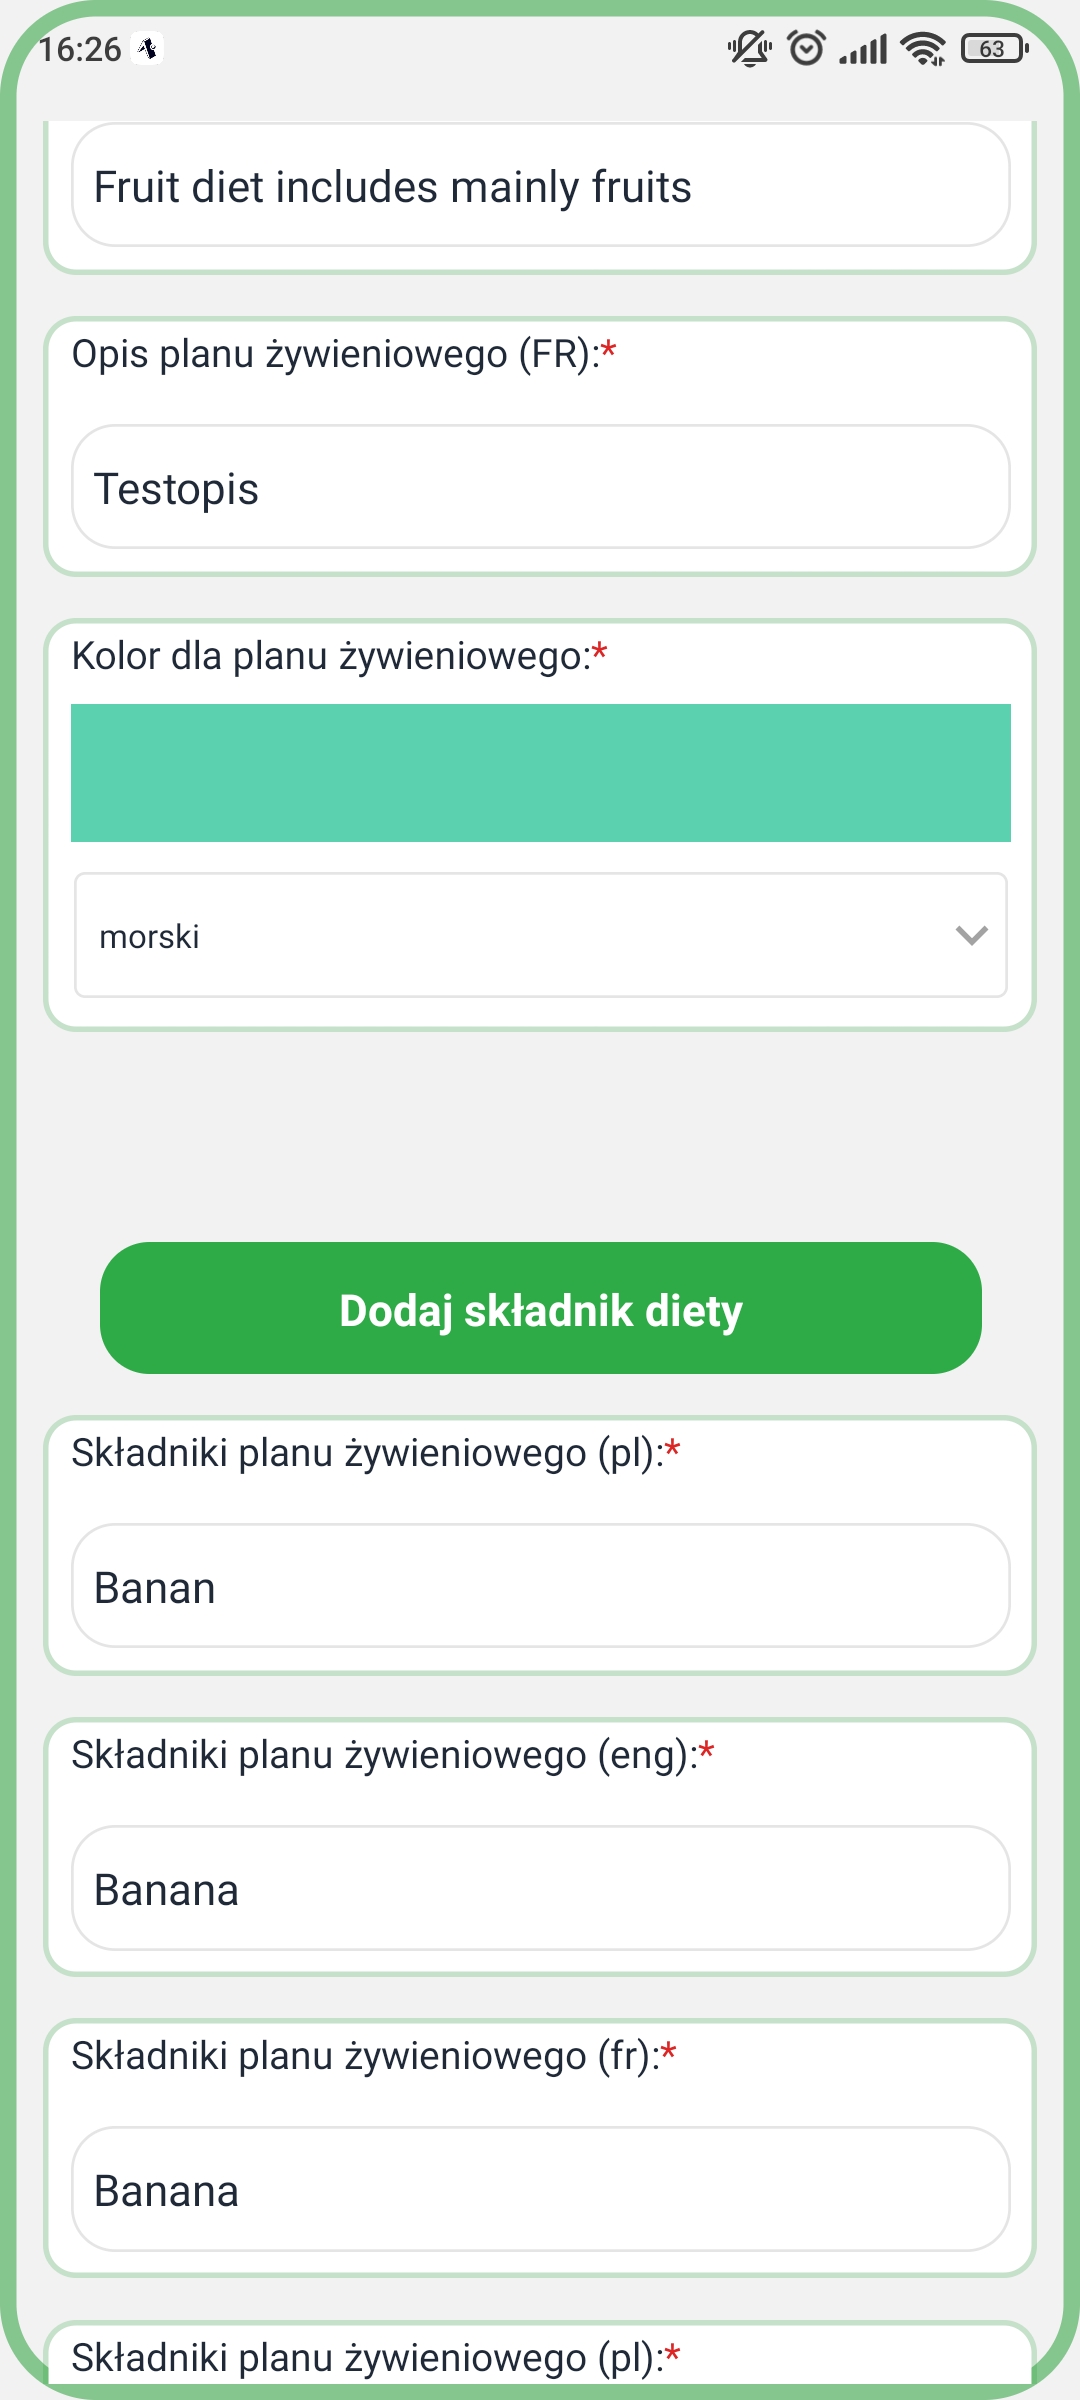 16:26
63
Fruit diet includes mainly fruits
Opis planu żywieniowego (FR):*
Testopis
Kolor dla planu żywieniowego:*
morski
Dodaj składnik diety
Składniki planu żywieniowego (pl):*
Banan
Składniki planu żywieniowego (eng):*
Banana
Składniki planu żywieniowego (fr):*
Banana
Składniki planu żywieniowego (pl):*